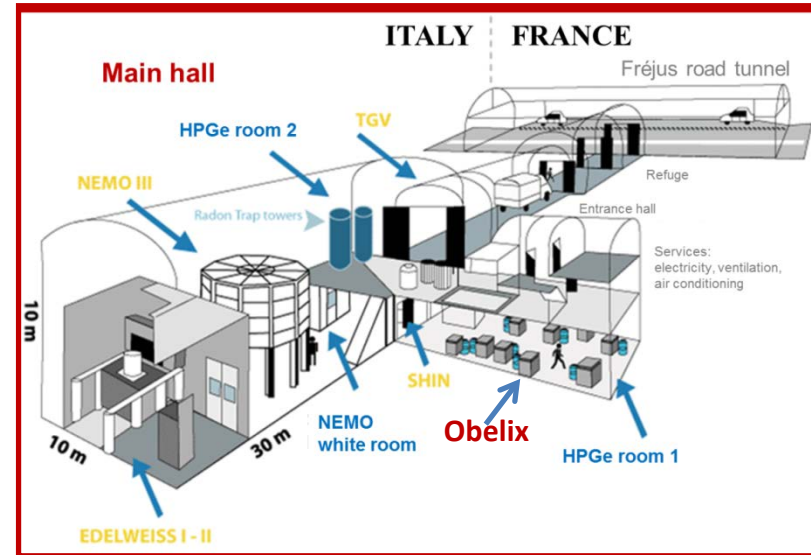 ITALY FRANCE
Main hall
Fréjus road tunnel
HPGe room 2
TGV
NEMO III
Radon Trap towers
Refuge
Entrance hall
Services:
electricity, ventilation,
air conditioning
10 m
SHIN
NEMO
white room
Obelix
HPGe room 1
10 m
30 m
EDELWEISS I - II